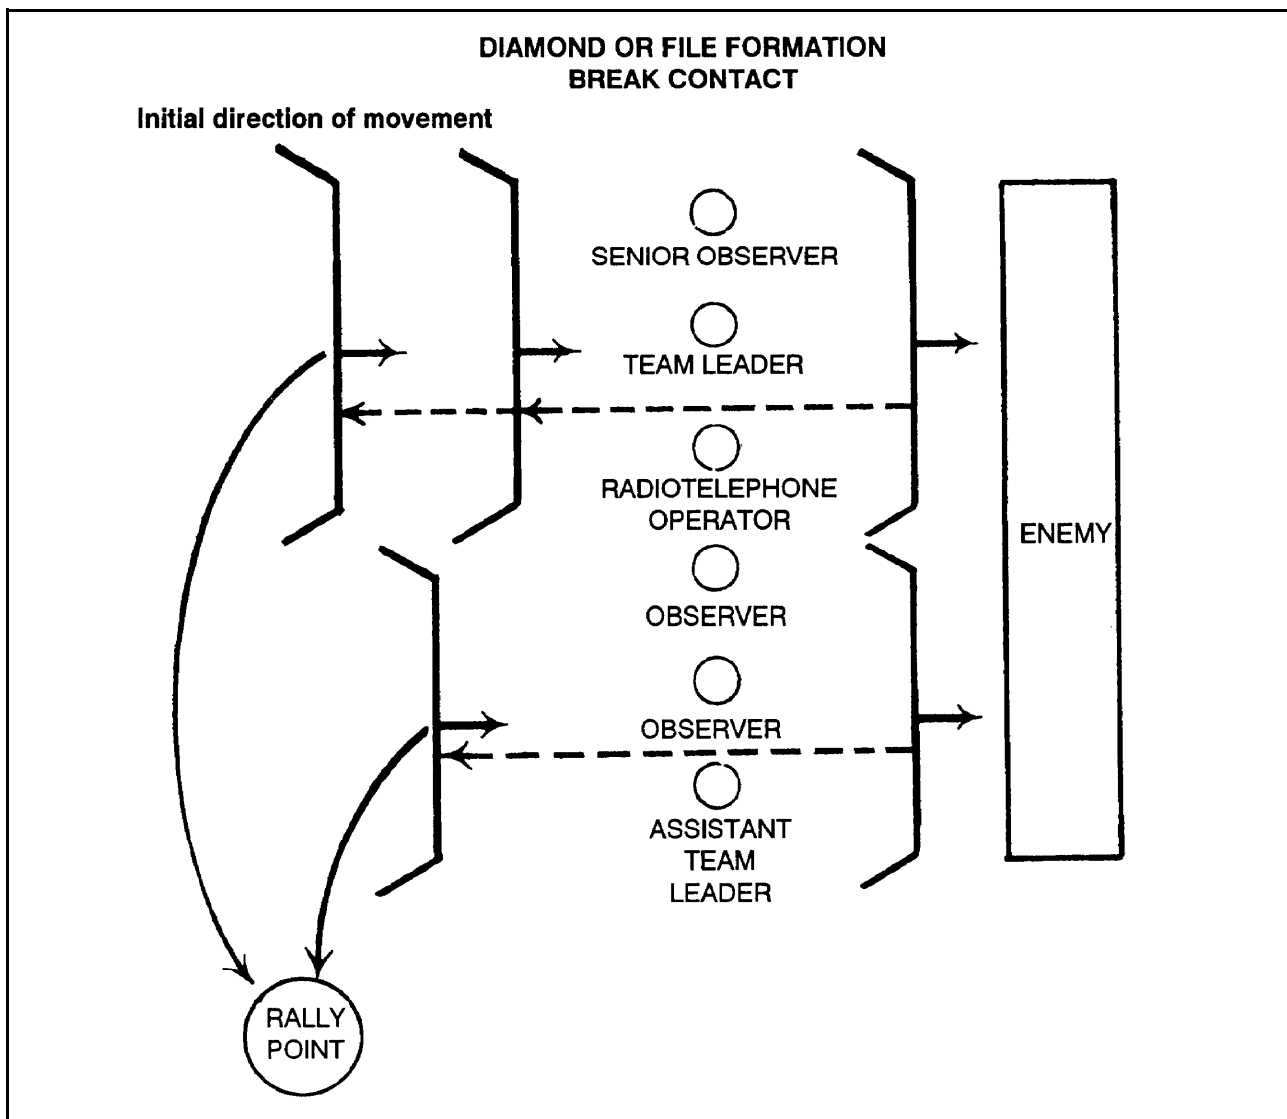 DIAMOND OR FILE FORMATION
BREAK CONTACT
Initial direction of movement
SENIOR OBSERVER
TEAM LEADER
RADIOTELEPHONE
OPERATOR
ENEMY
OBSERVER
OBSERVER
ASSISTANT
TEAM
LEADER
RALLY
POINT